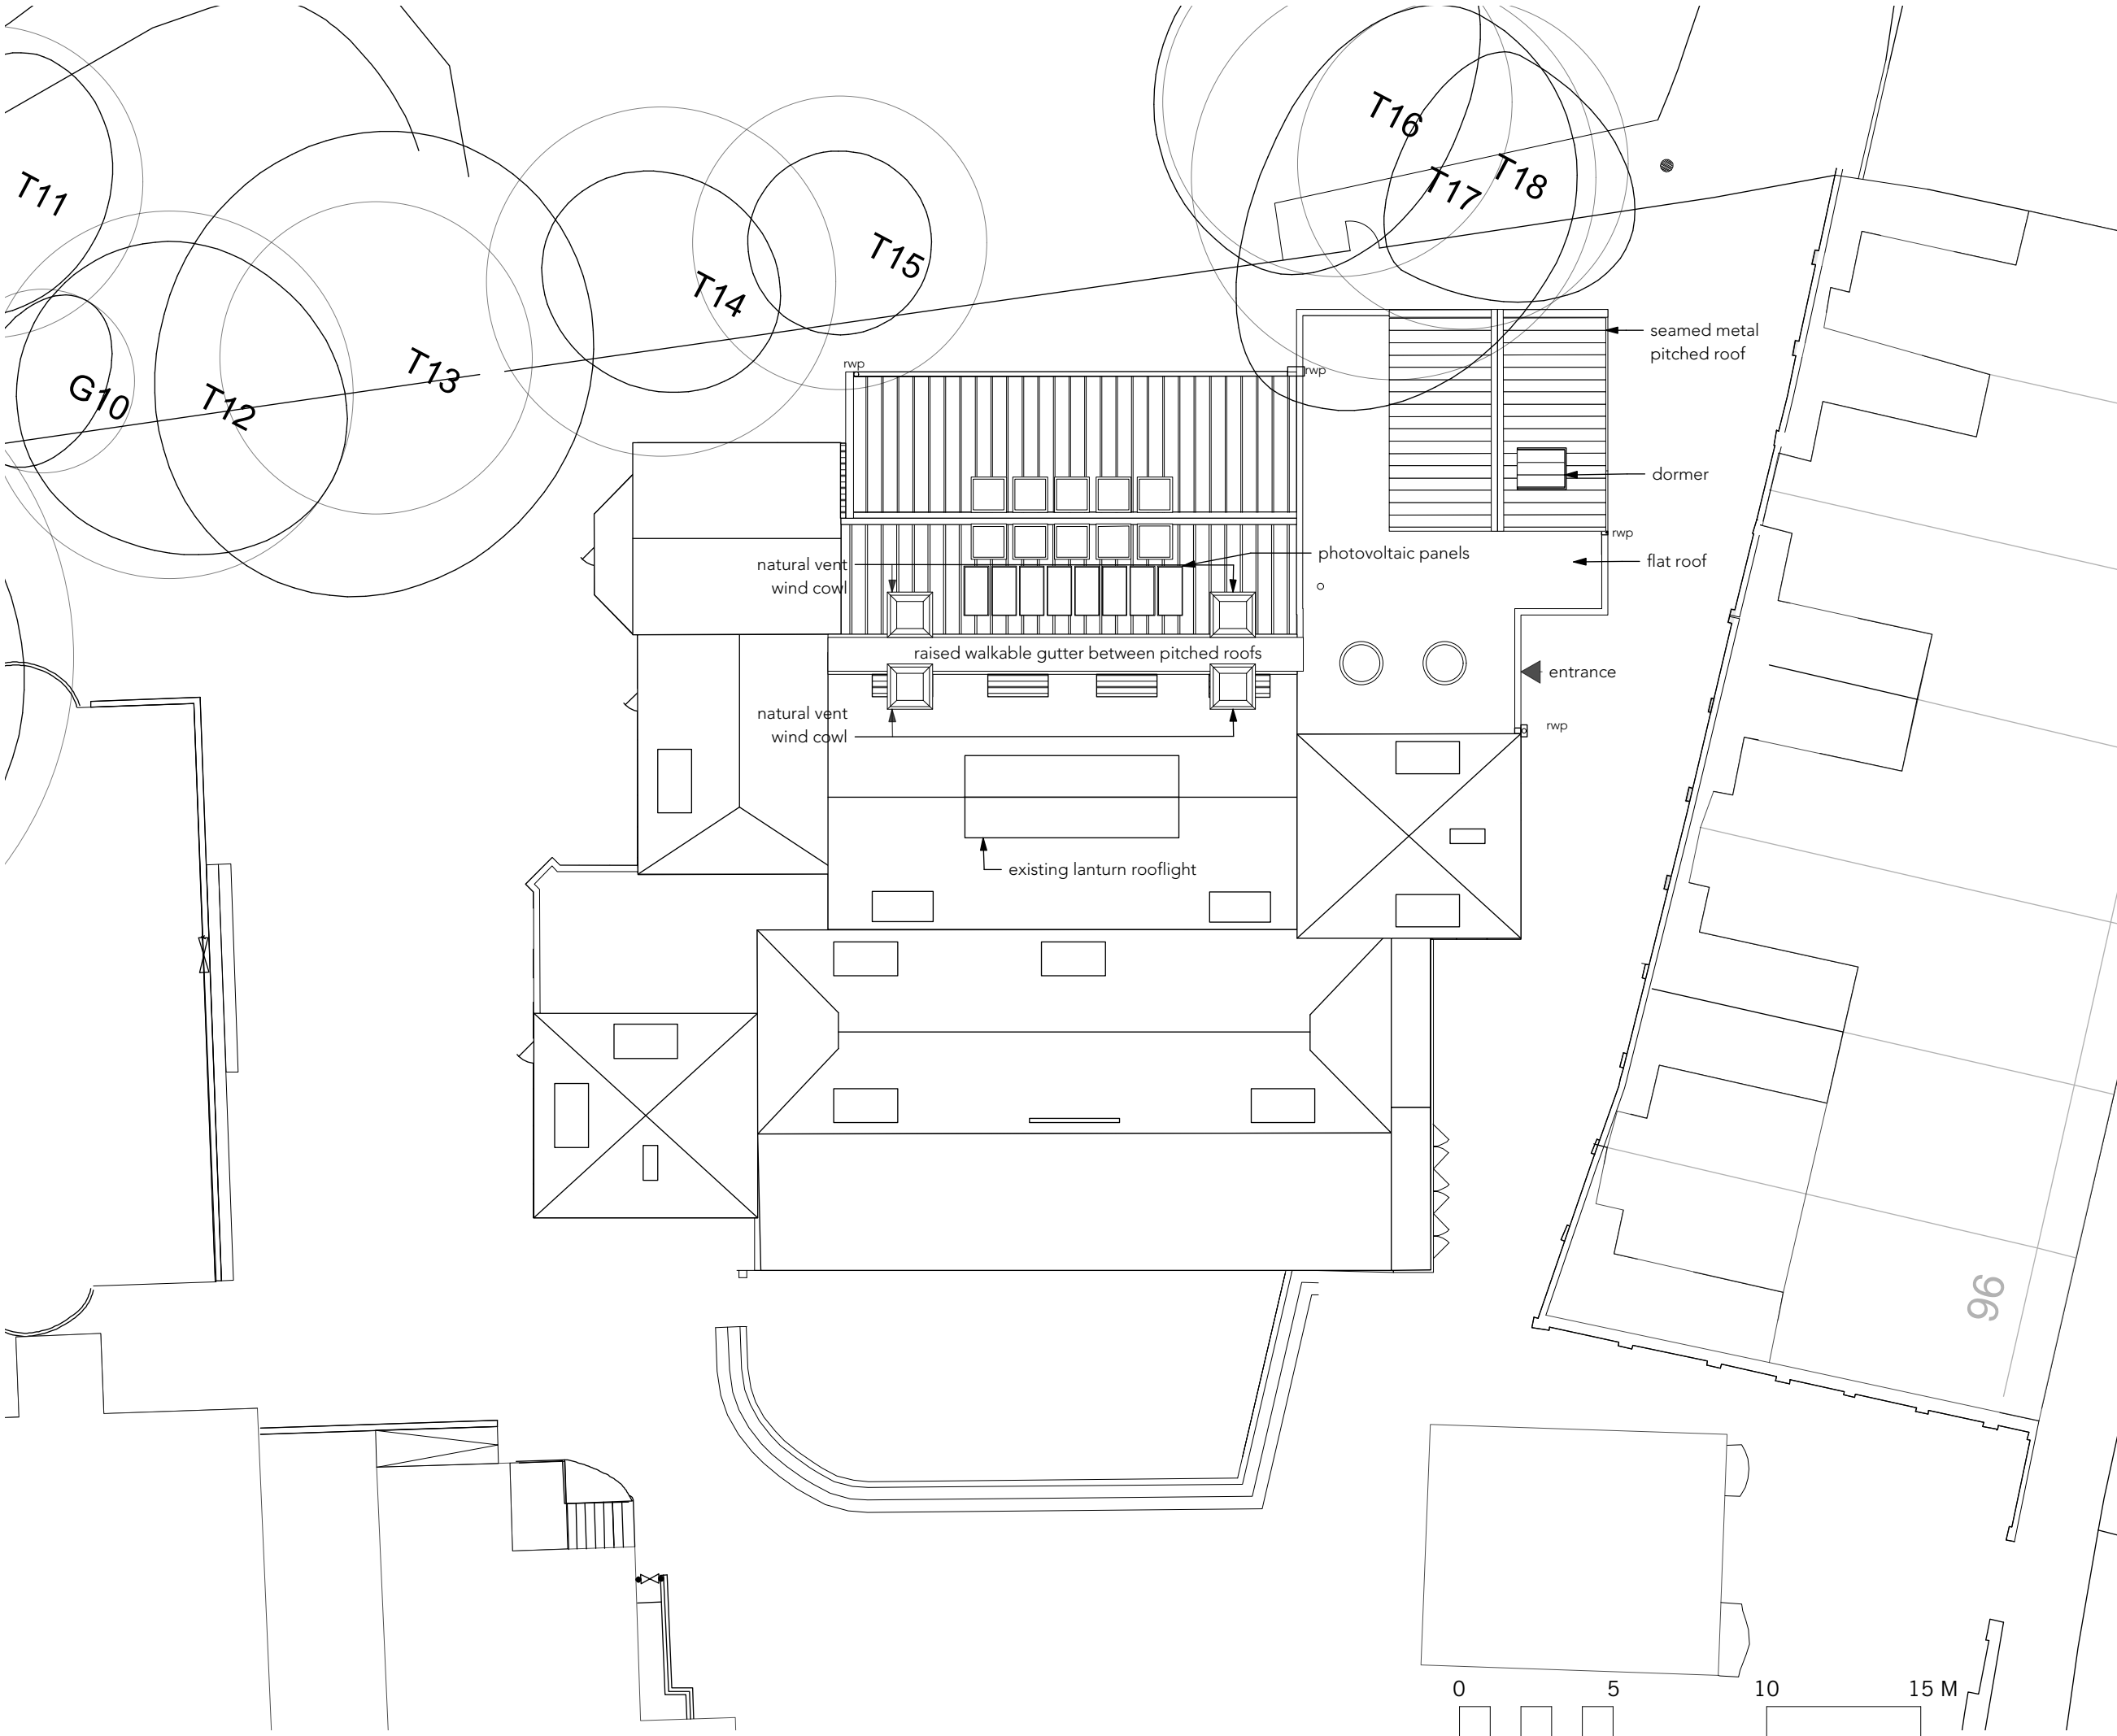 T16
T11
T18
T17
T15
T14
seamed metal
pitched roof
T13
rwp
rwp
G10
T12
dormer
rwp
photovoltaic panels
natural vent
wind cowl
flat roof
raised walkable gutter between pitched roofs
entrance
natural vent
wind cowl
rwp
existing lanturn rooflight
96
0 5 10 15 M